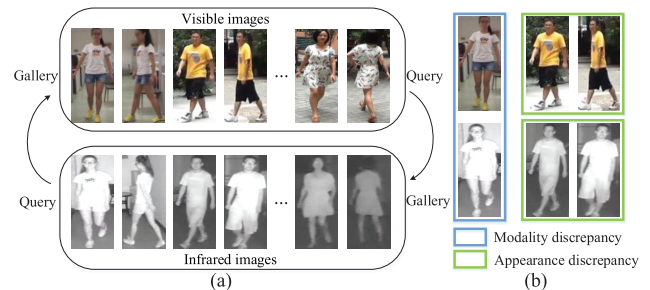 Visible images
Gallery
Query
...
Query
Gallery
...
Infrared images
(a)
Modality discrepancy
Appearance discrepancy
(b)